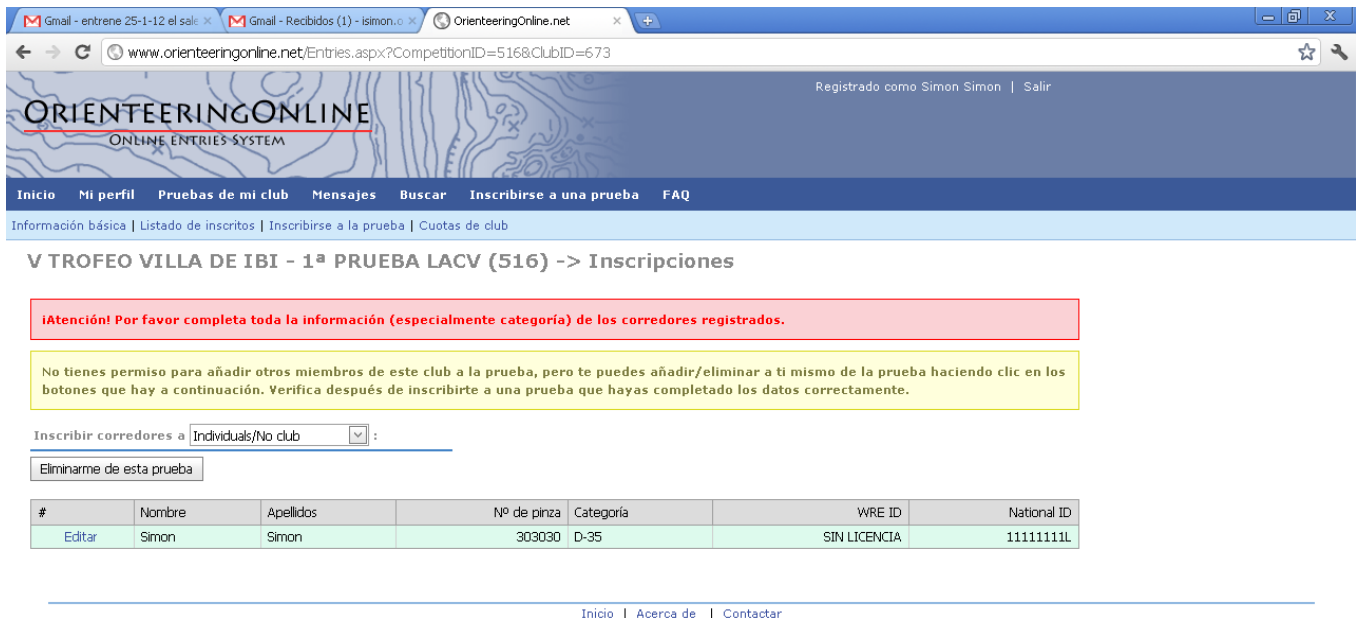 Gmail - entrene 25-1-12 el sale
Gmail - Recibidos (1) - isimon.o
OrienteeringOnline.net
www.orienteeringonline.net/Entries.aspx?CompetitionID=516&ClubID=673
Registrado como Simon Simon | Salir
ORIENTEERINGONLINE
ONLINE ENTRIES SYSTEM
Inicio Mi perfil Pruebas de mi club Mensajes Buscar Inscribirse a una prueba FAQ
Información básica | Listado de inscritos | Inscribirse a la prueba | Cuotas de club
V TROFEO VILLA DE IBI - 1ª PRUEBA LACV (516) -> Inscripciones
¡Atención! Por favor completa toda la información (especialmente categoría) de los corredores registrados.
No tienes permiso para añadir otros miembros de este club a la prueba, pero te puedes añadir/eliminar a ti mismo de la prueba haciendo clic en los
botones que hay a continuación. Verifica después de inscribirte a una prueba que hayas completado los datos correctamente.
Inscribir corredores a Individuals/No club :
Eliminarme de esta prueba
# Nombre Apellidos Nº de pinza Categoría WRE ID National ID
Editar Simon Simon 303030 D-35 SIN LICENCIA 11111111L
Inicio | Acerca de | Contactar